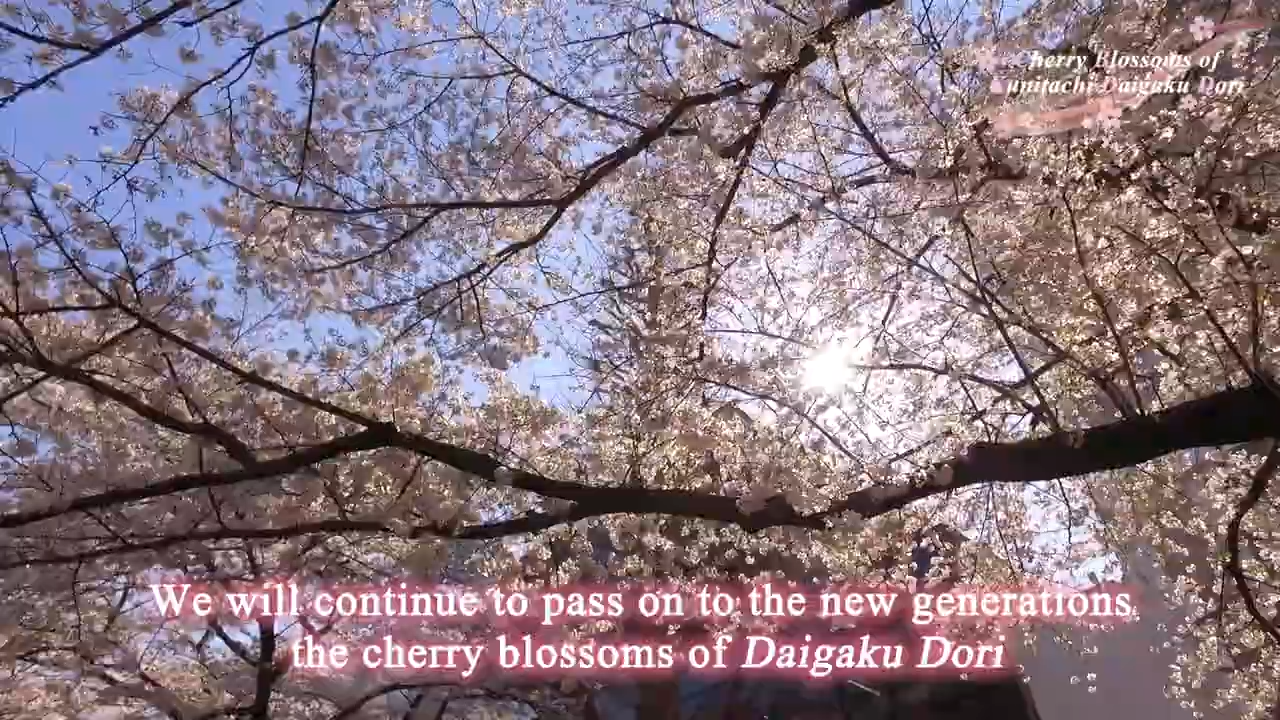 Cherry Blossoms of
Kunitachi Daigaku Dori
We will continue to pass on to the new generations
the cherry blossoms of Daigaku Dori